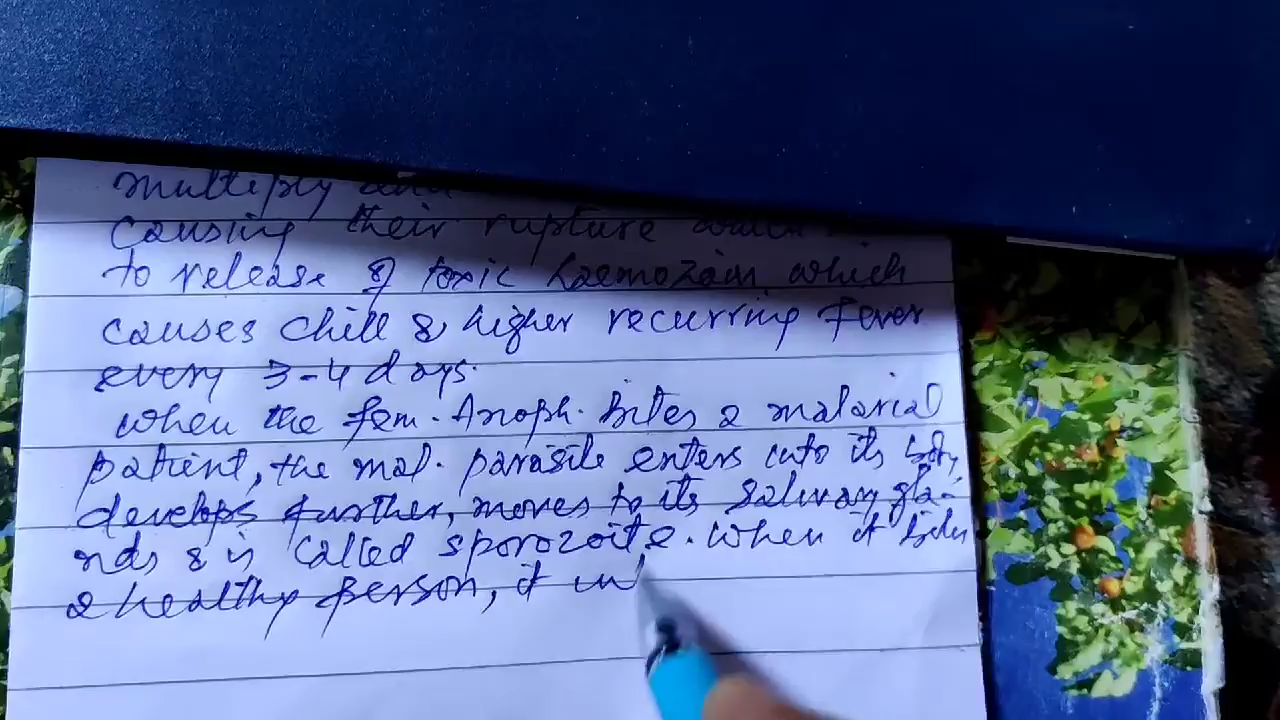 multiply and
causing their rupture which
to release of toxic haemozoin which
causes chill & higher recurring fever
every 3-4 days.
when the fem. Anoph. bites a malarial
patient, the mal. parasite enters into its body,
develops further, moves to its salivary gla-
nds & is called sporozoite. When it bites
a healthy person, it